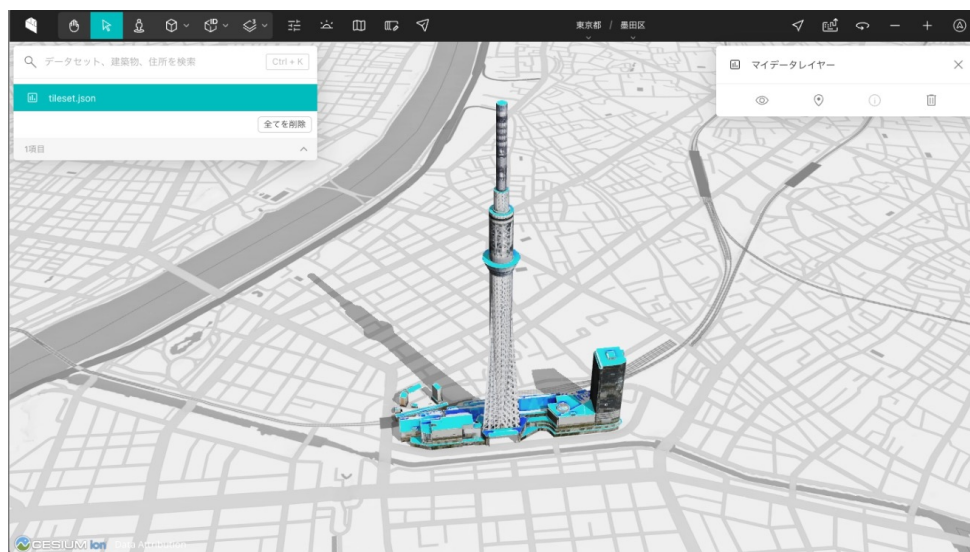 東京都 / 墨田区
データセット、建築物、住所を検索 Ctrl + K
tileset.json
全てを削除
1項目
マイデータレイヤー
CESIUM ion Data Attribution